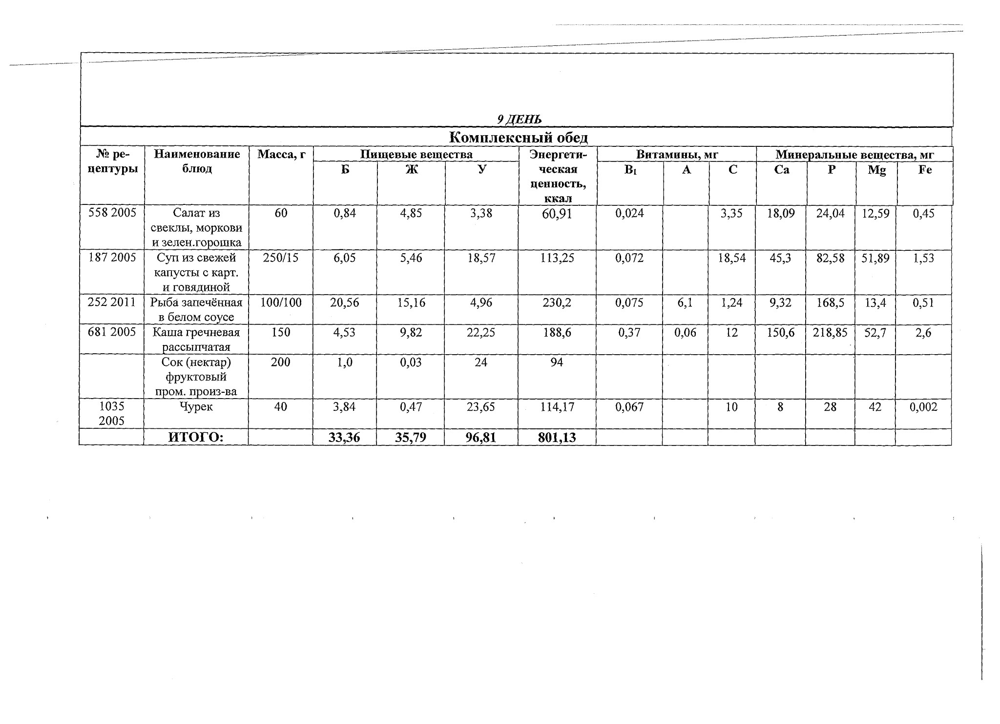 9 ДЕНЬ
Комплексный обед
№ ре- Наименование Масса, г Пищевые вещества Энергети- Витамины, мг Минеральные вещества, мг
цептуры блюд Б Ж У ческая В1 А С Са Р Mg Fe
ценность,
ккал
558 2005 Салат из 60 0,84 4,85 3,38 60,91 0,024 3,35 18,09 24,04 12,59 0,45
свеклы, моркови
и зелен.горошка
187 2005 Суп из свежей 250/15 6,05 5,46 18,57 113,25 0,072 18,54 45,3 82,58 51,89 1,53
капусты с карт.
и говядиной
252 2011 Рыба запечённая 100/100 20,56 15,16 4,96 230,2 0,075 6,1 1,24 9,32 168,5 13,4 0,51
в белом соусе
681 2005 Каша гречневая 150 4,53 9,82 22,25 188,6 0,37 0,06 12 150,6 218,85 52,7 2,6
рассыпчатая
Сок (нектар) 200 1,0 0,03 24 94
фруктовый
пром. произ-ва
1035 Чурек 40 3,84 0,47 23,65 114,17 0,067 10 8 28 42 0,002
2005
ИТОГО: 33,36 35,79 96,81 801,13